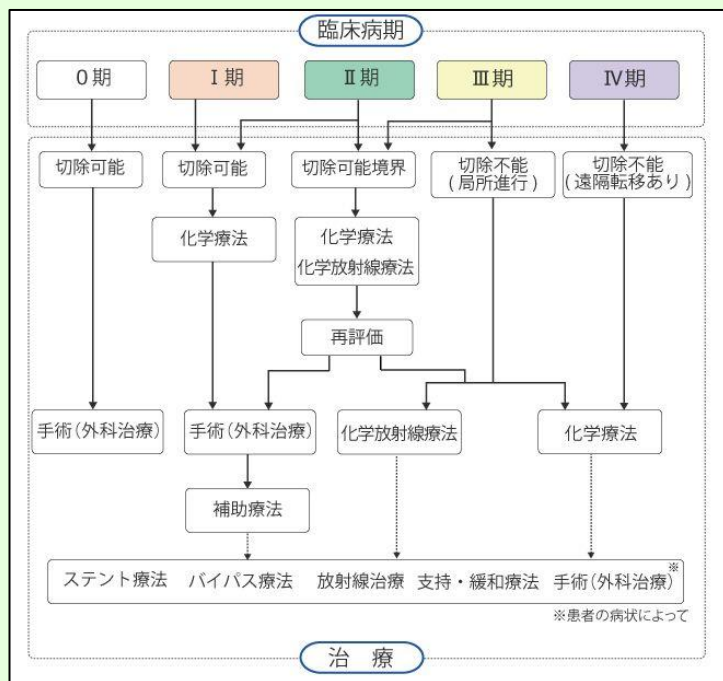 臨床病期
0期
Ⅰ期
Ⅱ期
Ⅲ期
Ⅳ期
切除可能
切除可能
切除可能境界
切除不能
(局所進行)
切除不能
(遠隔転移あり)
化学療法
化学療法
化学放射線療法
再評価
手術(外科治療)
手術(外科治療)
化学放射線療法
化学療法
補助療法
ステント療法 バイパス療法 放射線治療 支持・緩和療法 手術(外科治療)※
※患者の病状によって
治 療